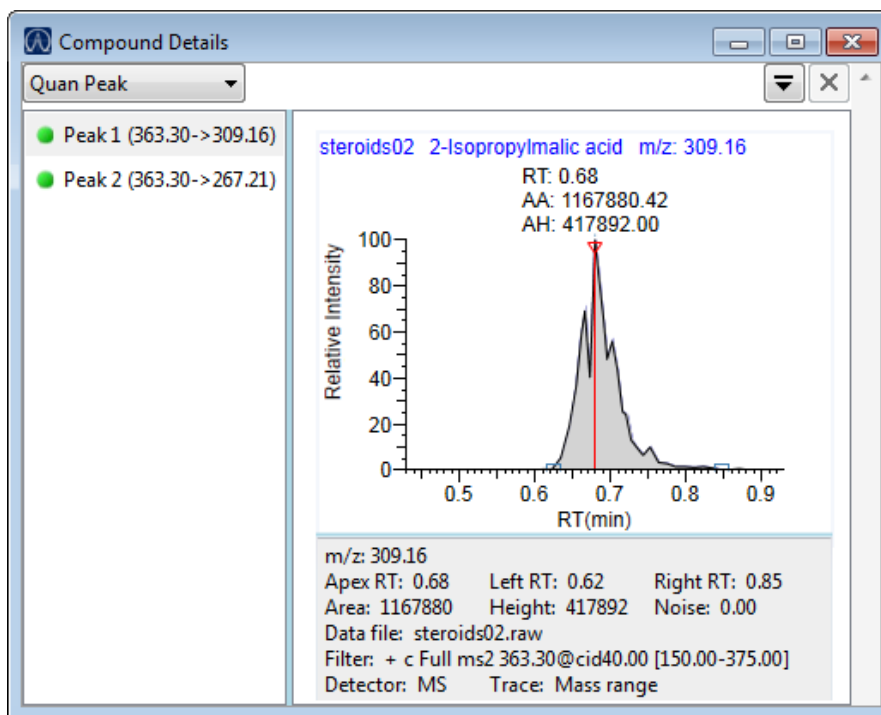 Compound Details
Quan Peak
Peak 1 (363.30->309.16)
Peak 2 (363.30->267.21)
steroids02 2-Isopropylmalic acid m/z: 309.16
RT: 0.68
AA: 1167880.42
AH: 417892.00
Relative Intensity
100
80
60
40
20
0
0.5 0.6 0.7 0.8 0.9
RT(min)
m/z: 309.16
Apex RT: 0.68 Left RT: 0.62 Right RT: 0.85
Area: 1167880 Height: 417892 Noise: 0.00
Data file: steroids02.raw
Filter: + c Full ms2 363.30@cid40.00 [150.00-375.00]
Detector: MS Trace: Mass range